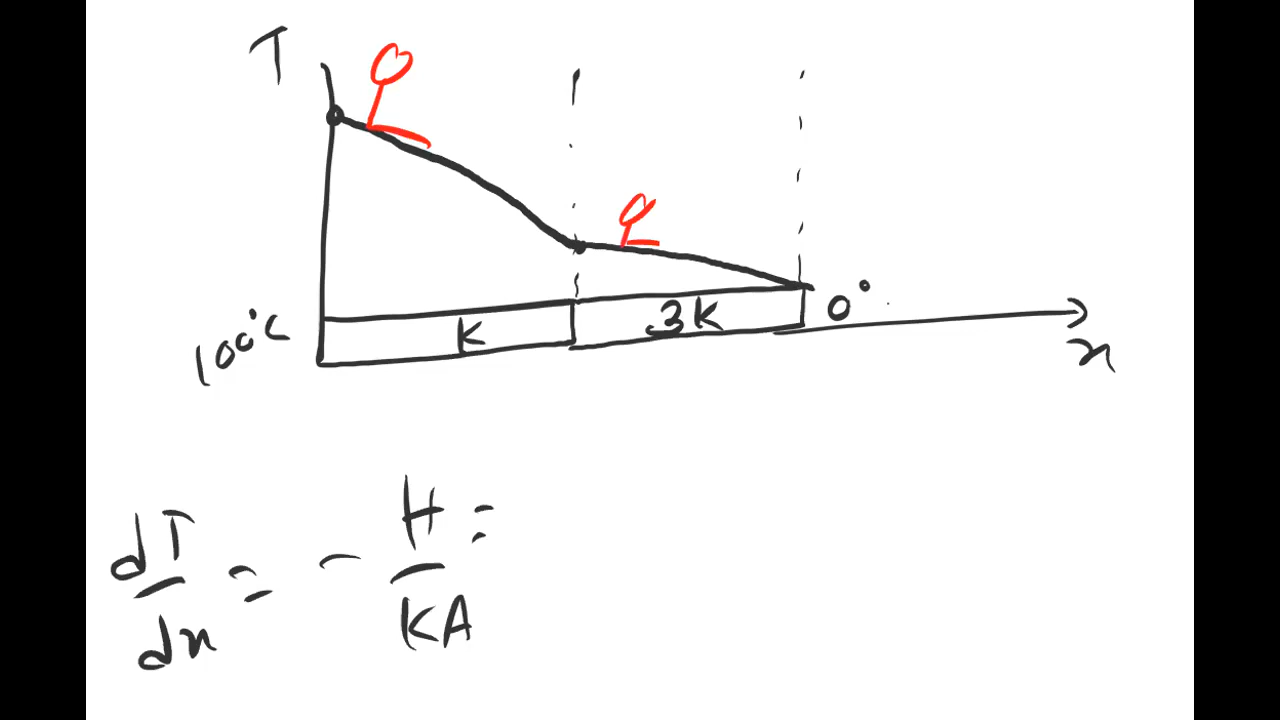 T
100°C
K
3K
0°
x
dT/dx = - H/KA =